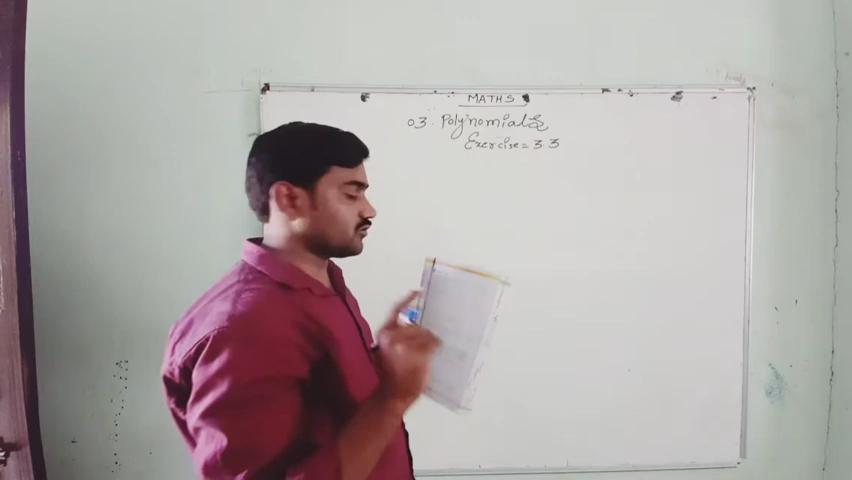 MATHS
03. Polynomials
Exercise = 3.3